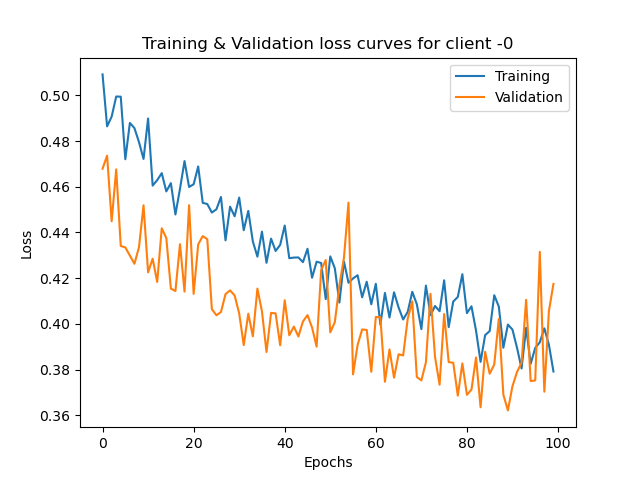 Training & Validation loss curves for client -0
Training
Validation
Loss
0.50
0.48
0.46
0.44
0.42
0.40
0.38
0.36
0
20
40
60
80
100
Epochs